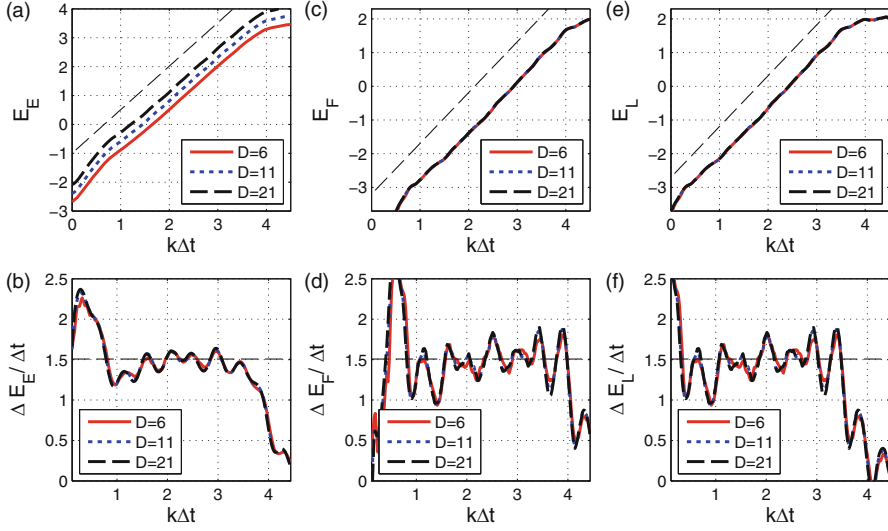 (a)
4
3
2
1
0
−1
−2
−3
E_E
0 1 2 3 4
kΔt
D=6
D=11
D=21
(c)
2
1
0
−1
−2
−3
E_F
1 2 3 4
kΔt
D=6
D=11
D=21
(e)
2
1
0
−1
−2
−3
E_L
0 1 2 3 4
kΔt
D=6
D=11
D=21
(b)
2.5
2
1.5
1
0.5
0
Δ E_E / Δt
1 2 3 4
kΔt
D=6
D=11
D=21
(d)
2.5
2
1.5
1
0.5
0
Δ E_F / Δt
1 2 3 4
kΔt
D=6
D=11
D=21
(f)
2.5
2
1.5
1
0.5
0
Δ E_L / Δt
1 2 3 4
kΔt
D=6
D=11
D=21